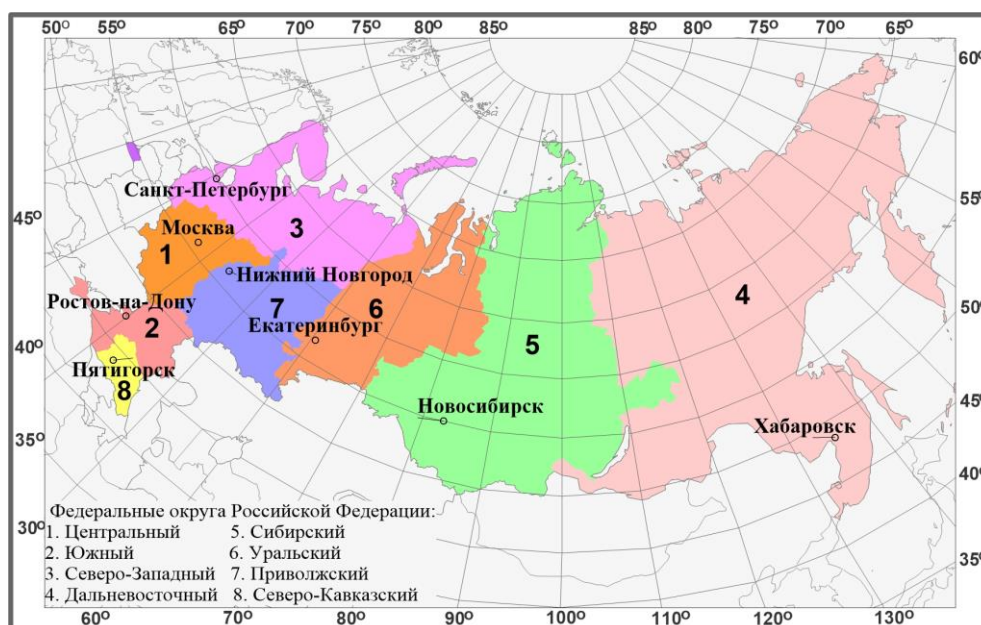 50° 55° 60° 65° 70° 75° 80° 85° 85° 80° 75° 70° 65°
60°
55°
50°
45°
40°
35°
45°
40°
35°
30°
Санкт-Петербург
Москва
3
1
Нижний Новгород
Ростов-на-Дону
7
6
4
2
Екатеринбург
5
Пятигорск
8
Новосибирск
Хабаровск
Федеральные округа Российской Федерации:
1. Центральный 5. Сибирский
2. Южный 6. Уральский
3. Северо-Западный 7. Приволжский
4. Дальневосточный 8. Северо-Кавказский
60° 70° 80° 90° 100° 110° 120° 130°